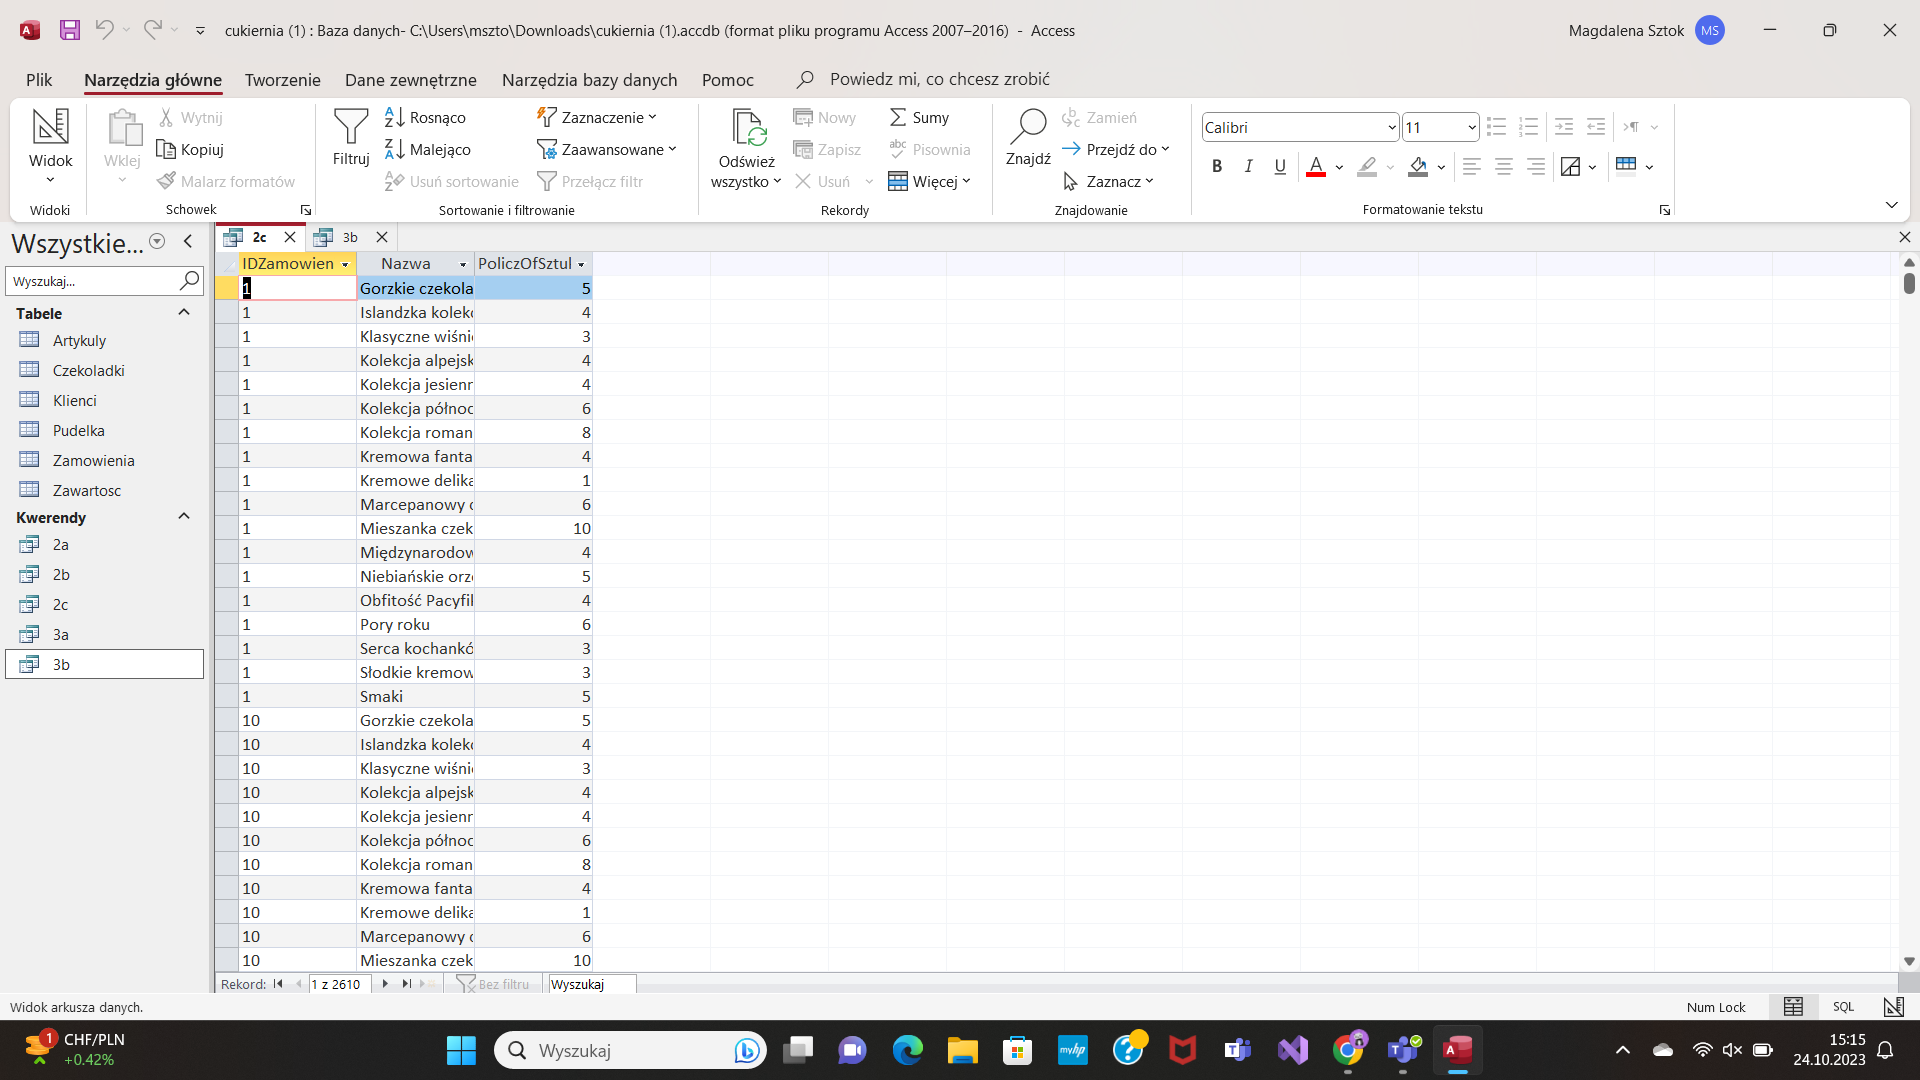 cukiernia (1) : Baza danych- C:\Users\mszto\Downloads\cukiernia (1).accdb (format pliku programu Access 2007–2016) - Access
Magdalena Sztok MS
Plik Narzędzia główne Tworzenie Dane zewnętrzne Narzędzia bazy danych Pomoc Powiedz mi, co chcesz zrobić
Widok
Widoki
Wklej
Wytnij
Kopiuj
Malarz formatów
Schowek
Filtruj
Rosnąco
Malejąco
Usuń sortowanie
Zaznaczenie
Zaawansowane
Przełącz filtr
Sortowanie i filtrowanie
Odśwież
wszystko
Nowy
Zapisz
Usuń
Sumy
Pisownia
Więcej
Rekordy
Znajdź
Zamień
Przejdź do
Zaznacz
Znajdowanie
Calibri 11
B I U A
Formatowanie tekstu
Wszystkie...
Wyszukaj...
Tabele
Artykuly
Czekoladki
Klienci
Pudelka
Zamowienia
Zawartosc
Kwerendy
2a
2b
2c
3a
3b
2c 3b
IDZamowien Nazwa PoliczOfSztul
1 Gorzkie czekola 5
1 Islandzka kolekc 4
1 Klasyczne wiśni 3
1 Kolekcja alpejsk 4
1 Kolekcja jesienn 4
1 Kolekcja północ 6
1 Kolekcja roman 8
1 Kremowa fanta 4
1 Kremowe delika 1
1 Marcepanowy c 6
1 Mieszanka czek 10
1 Międzynarodow 4
1 Niebiańskie orz 5
1 Obfitość Pacyfil 4
1 Pory roku 6
1 Serca kochankó 3
1 Słodkie kremow 3
1 Smaki 5
10 Gorzkie czekola 5
10 Islandzka kolekc 4
10 Klasyczne wiśni 3
10 Kolekcja alpejsk 4
10 Kolekcja jesienn 4
10 Kolekcja północ 6
10 Kolekcja roman 8
10 Kremowa fanta 4
10 Kremowe delika 1
10 Marcepanowy c 6
10 Mieszanka czek 10
Rekord: 1 z 2610 Bez filtru Wyszukaj
Widok arkusza danych.
Num Lock SQL
1
CHF/PLN
+0.42%
Wyszukaj
myhp
15:15
24.10.2023